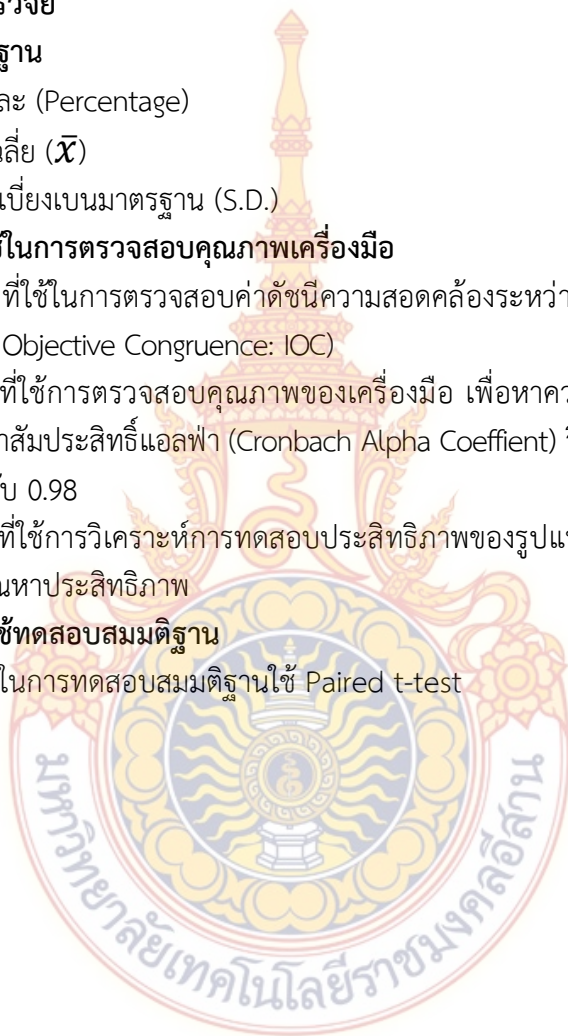 รวิจัย
ฐาน
ละ (Percentage)
ฉลี่ย (x̄)
เบี่ยงเบนมาตรฐาน (S.D.)
ช้ในการตรวจสอบคุณภาพเครื่องมือ
ที่ใช้ในการตรวจสอบค่าดัชนีความสอดคล้องระหว่า
Objective Congruence: IOC)
ที่ใช้การตรวจสอบคุณภาพของเครื่องมือ เพื่อหาคว
าสัมประสิทธิ์แอลฟ่า (Cronbach Alpha Coeffient)
ับ 0.98
ที่ใช้การวิเคราะห์การทดสอบประสิทธิภาพของรูปแ
ณหาประสิทธิภาพ
ช้ทดสอบสมมติฐาน
ในการทดสอบสมมติฐานใช้ Paired t-test
มหาวิทยาลัยเทคโนโลยีราชมงคลอีสาน